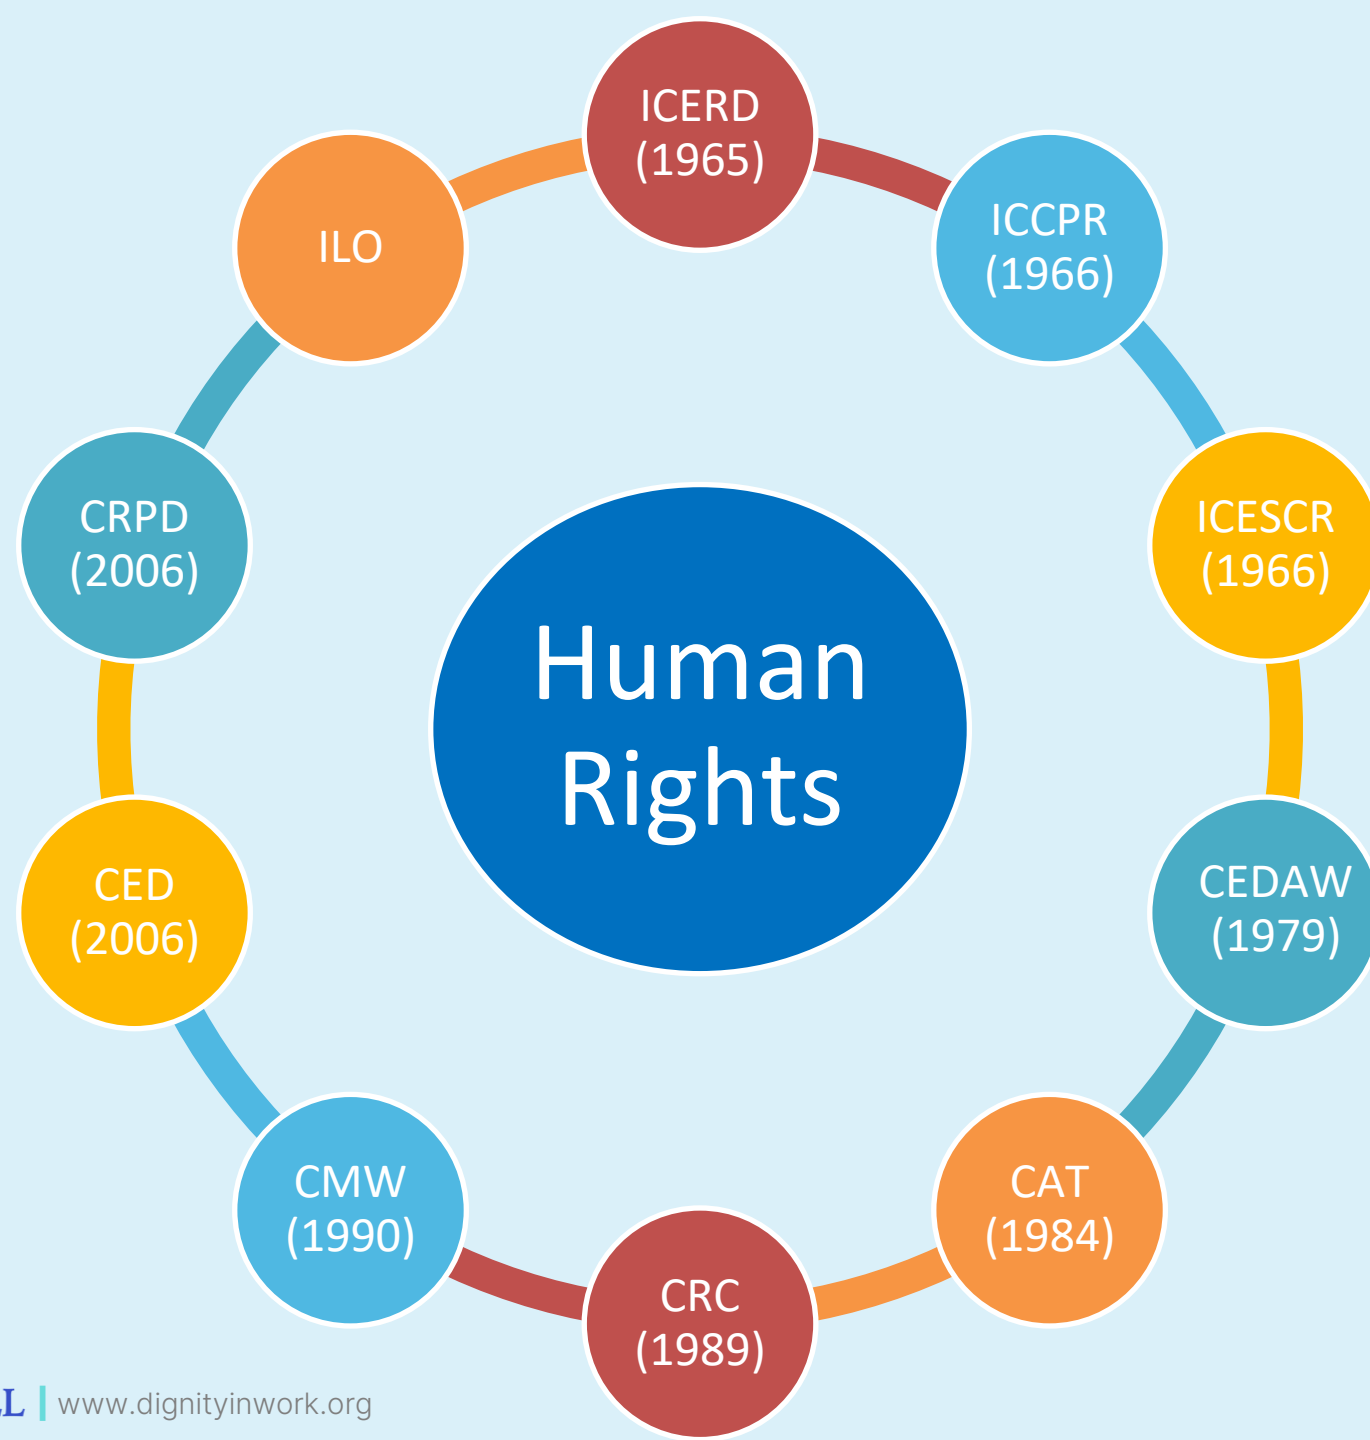 ICERD
(1965)
ICCPR
(1966)
ICESCR
(1966)
CEDAW
(1979)
CAT
(1984)
CRC
(1989)
CMW
(1990)
CED
(2006)
CRPD
(2006)
ILO
Human
Rights
www.dignityinwork.org